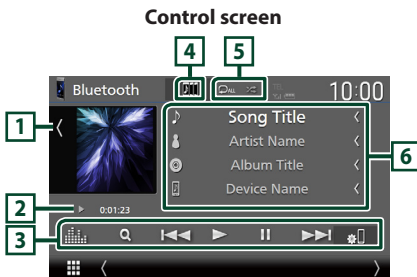 Control screen
4 5
Bluetooth ALL 10:00
1 Song Title
Artist Name
Album Title 6
Device Name
2 0:01:23
3